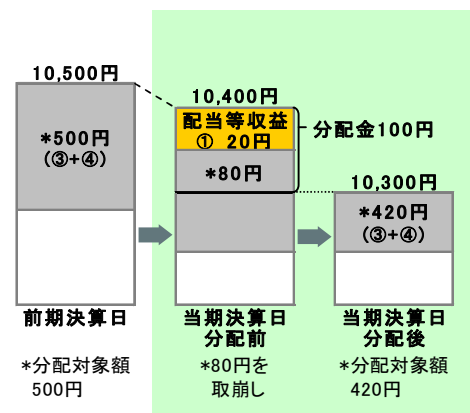 10,500円
*500円
(③+④)
前期決算日
*分配対象額
500円
10,400円
配当等収益
① 20円
*80円
分配金100円
当期決算日
分配前
*80円を
取崩し
10,300円
*420円
(③+④)
当期決算日
分配後
*分配対象額
420円